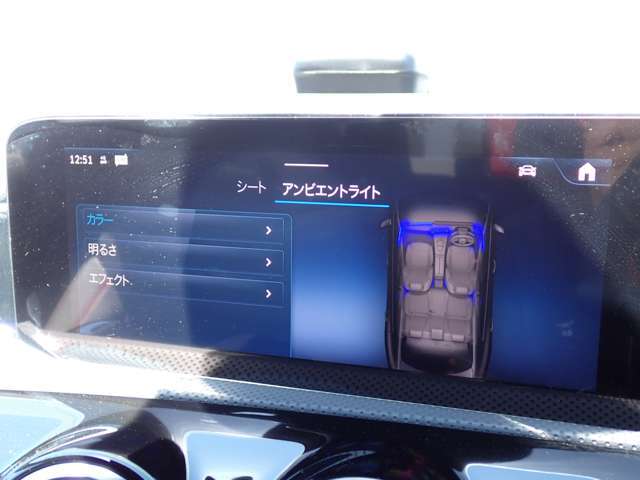 12:51
シート アンビエントライト
カラー
明るさ
エフェクト